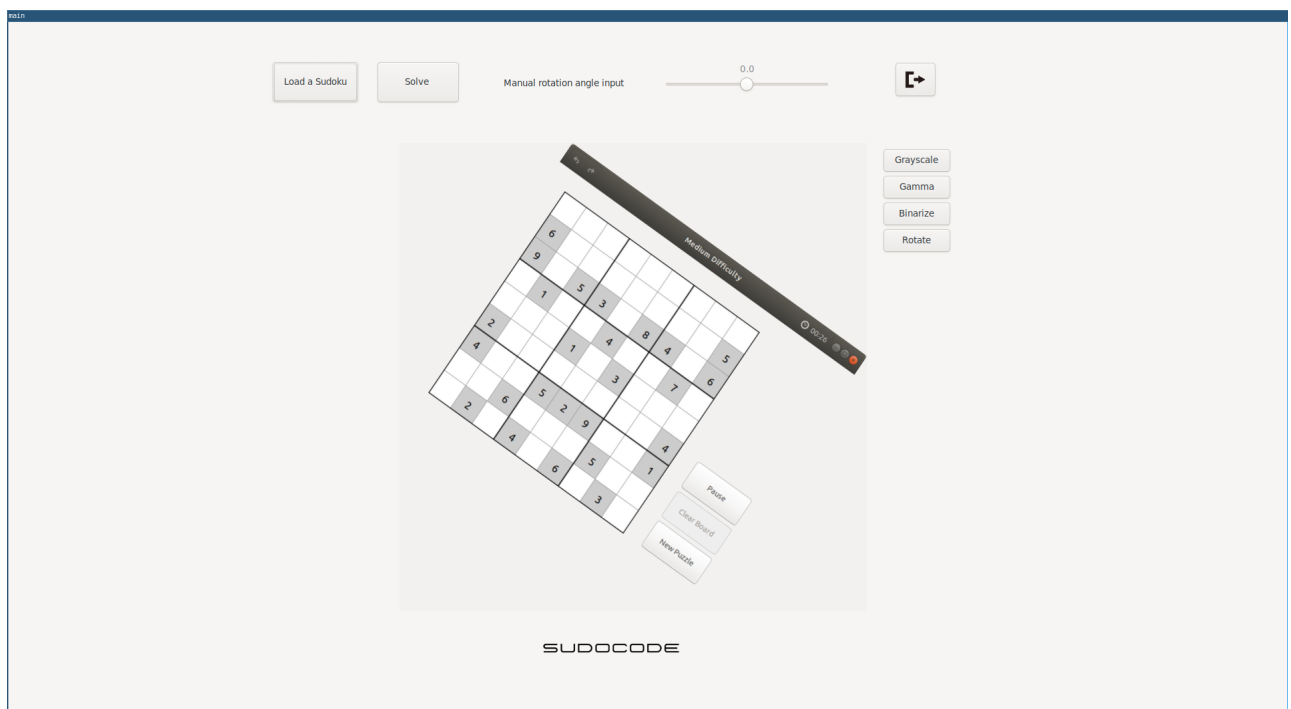 main
Load a Sudoku
Solve
Manual rotation angle input
0.0
Grayscale
Gamma
Binarize
Rotate
Medium Difficulty
00:26
6 5
9 5 3 8 4 6
1 4 7
1 3
2 4
4 5 2 9 1
6 5
2 4 6 3
Pause
Clear Board
New Puzzle
SUDOCODE